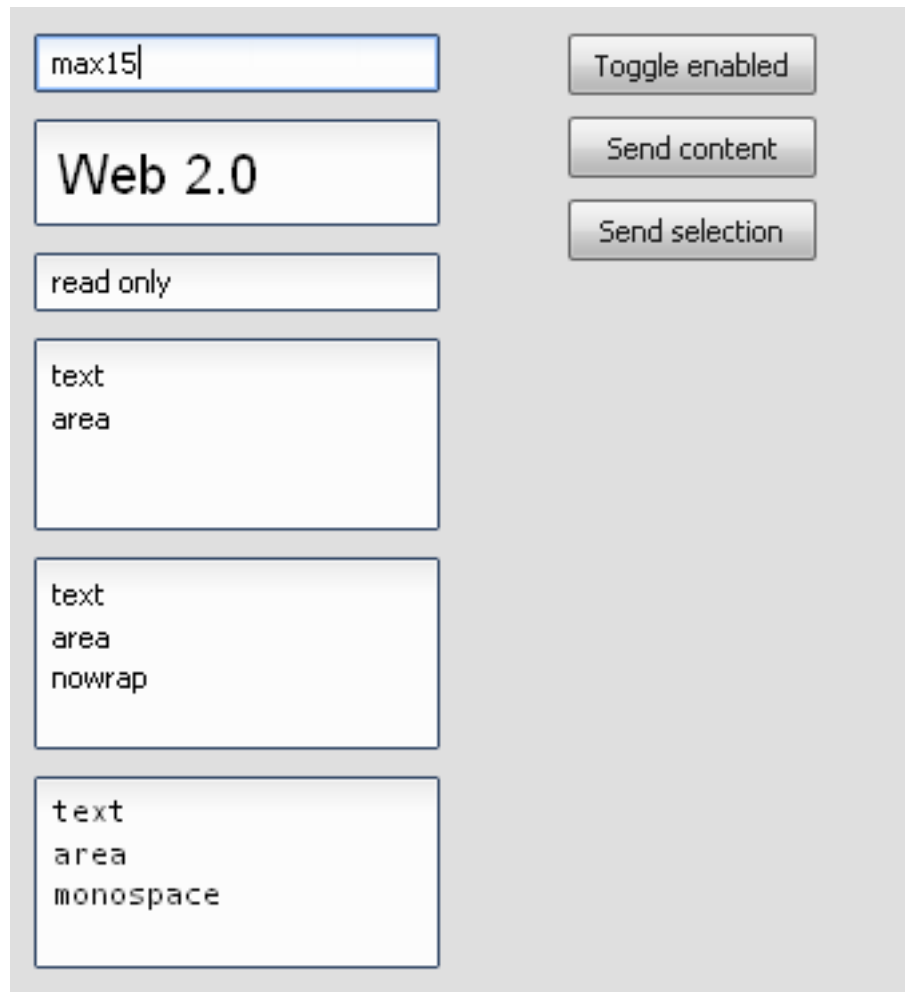 max15
Web 2.0
read only
text
area
text
area
nowrap
text
area
monospace
Toggle enabled
Send content
Send selection